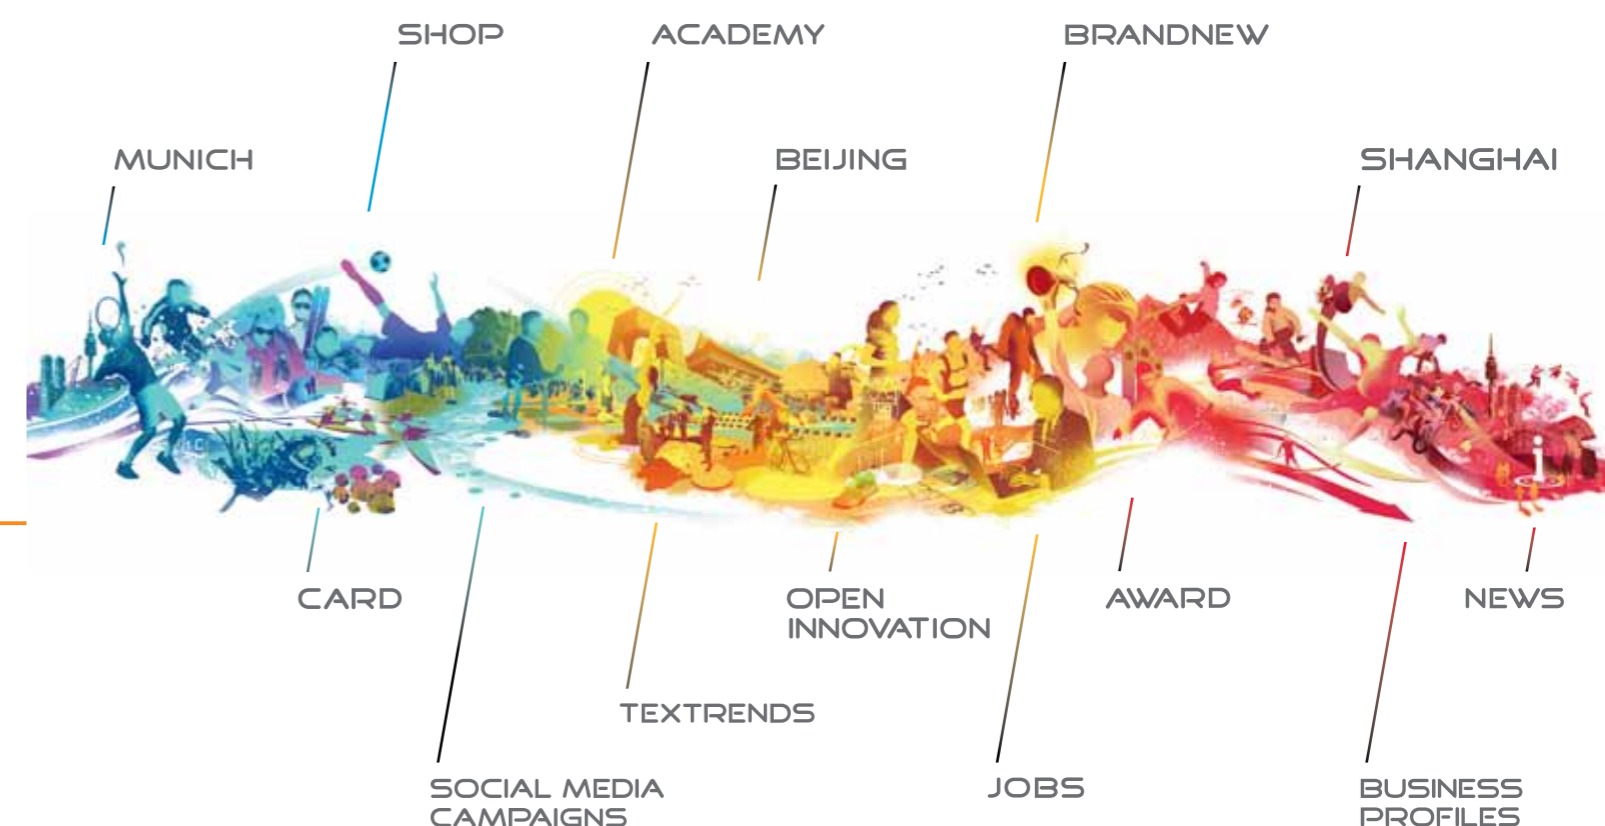 SHOP
ACADEMY
BRANDNEW
MUNICH
BEIJING
SHANGHAI
i
CARD
OPEN
INNOVATION
AWARD
NEWS
TEXTRENDS
SOCIAL MEDIA
CAMPAIGNS
JOBS
BUSINESS
PROFILES